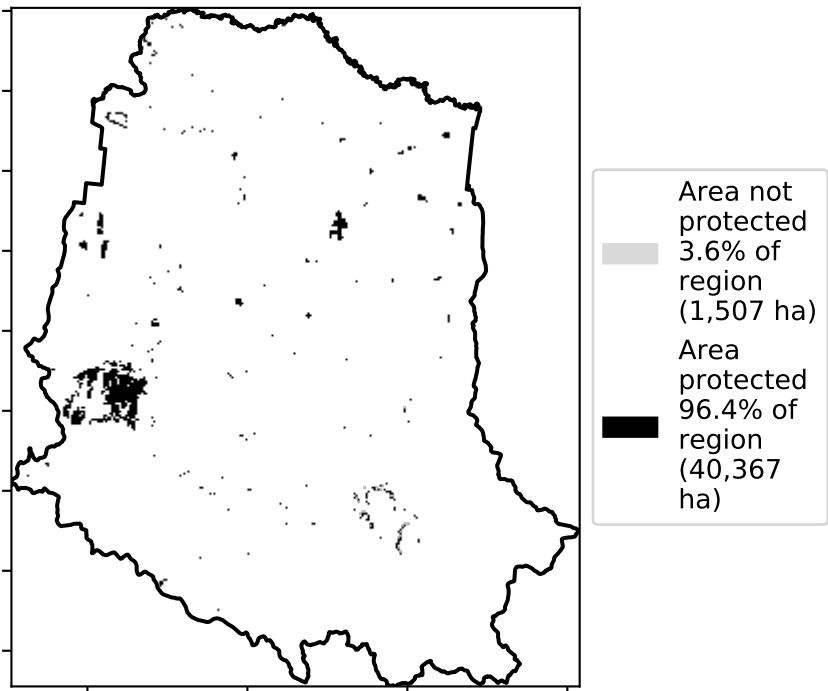 Area not
protected
3.6% of
region
(1,507 ha)
Area
protected
96.4% of
region
(40,367
ha)